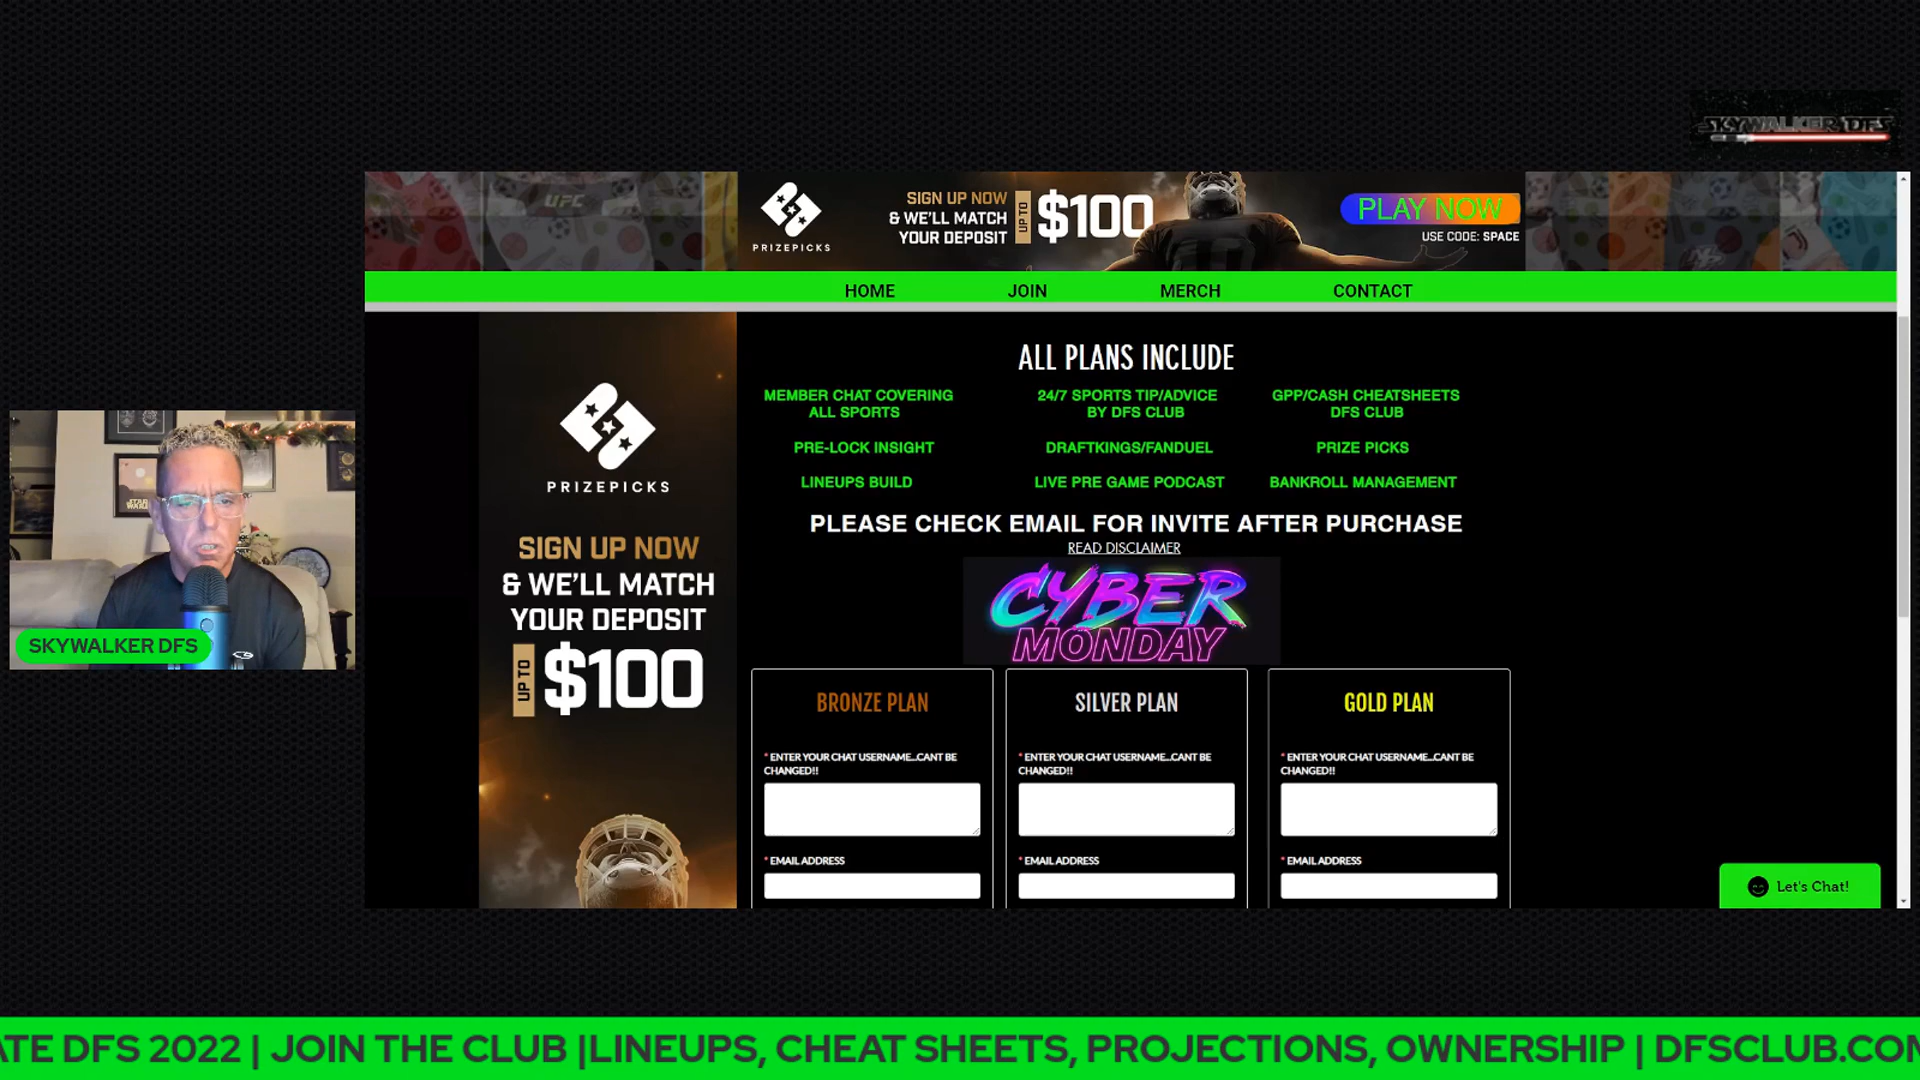 SKYWALKER DFS
UFC
PRIZEPICKS
SIGN UP NOW
& WE'LL MATCH
YOUR DEPOSIT
UP TO
$100
PLAY NOW
USE CODE: SPACE
HOME
JOIN
MERCH
CONTACT
PRIZEPICKS
SIGN UP NOW
& WE'LL MATCH
YOUR DEPOSIT
UP TO
$100
ALL PLANS INCLUDE
MEMBER CHAT COVERING
ALL SPORTS
24/7 SPORTS TIP/ADVICE
BY DFS CLUB
GPP/CASH CHEATSHEETS
DFS CLUB
PRE-LOCK INSIGHT
DRAFTKINGS/FANDUEL
PRIZE PICKS
LINEUPS BUILD
LIVE PRE GAME PODCAST
BANKROLL MANAGEMENT
PLEASE CHECK EMAIL FOR INVITE AFTER PURCHASE
READ DISCLAIMER
CYBER
MONDAY
BRONZE PLAN
* ENTER YOUR CHAT USERNAME...CANT BE
CHANGED!!
* EMAIL ADDRESS
SILVER PLAN
* ENTER YOUR CHAT USERNAME...CANT BE
CHANGED!!
* EMAIL ADDRESS
GOLD PLAN
* ENTER YOUR CHAT USERNAME...CANT BE
CHANGED!!
* EMAIL ADDRESS
Let's Chat!
STAR
WARS
SKYWALKER DFS
ATE DFS 2022 | JOIN THE CLUB |LINEUPS, CHEAT SHEETS, PROJECTIONS, OWNERSHIP | DFSCLUB.COM